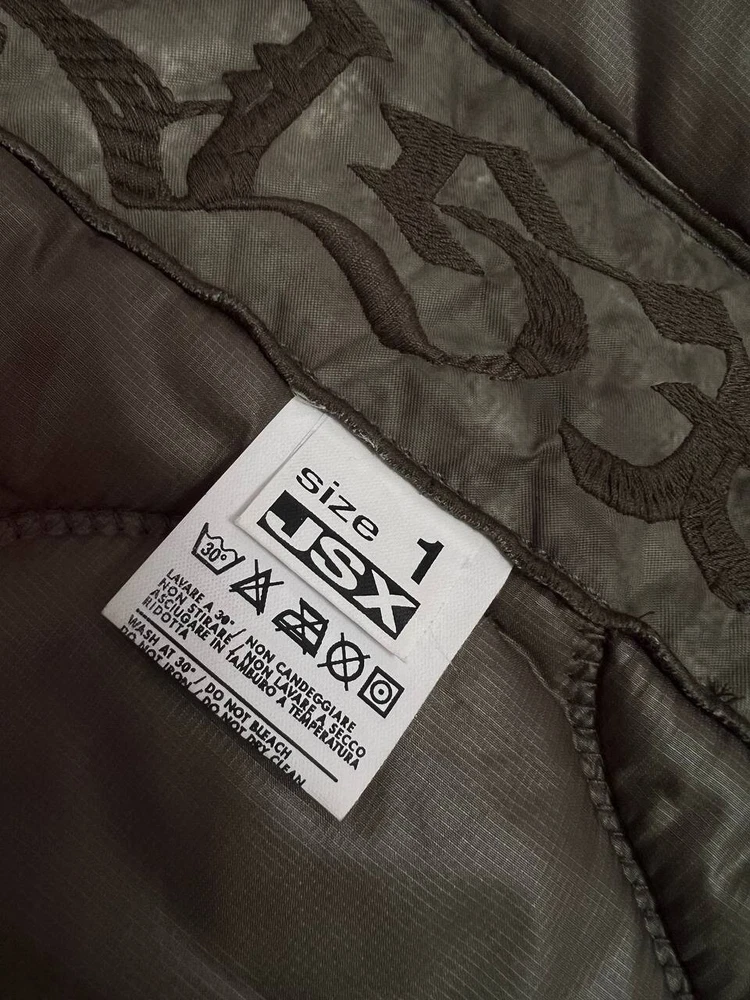 size 1
JSX
30°
LAVARE A 30° / NON CANDEGGIARE
NON STIRARE / NON LAVARE A SECCO
ASCIUGARE IN TAMBURO A TEMPERATURA
RIDOTTA
WASH AT 30° / DO NOT BLEACH
DO NOT IRON / DO NOT DRY CLEAN